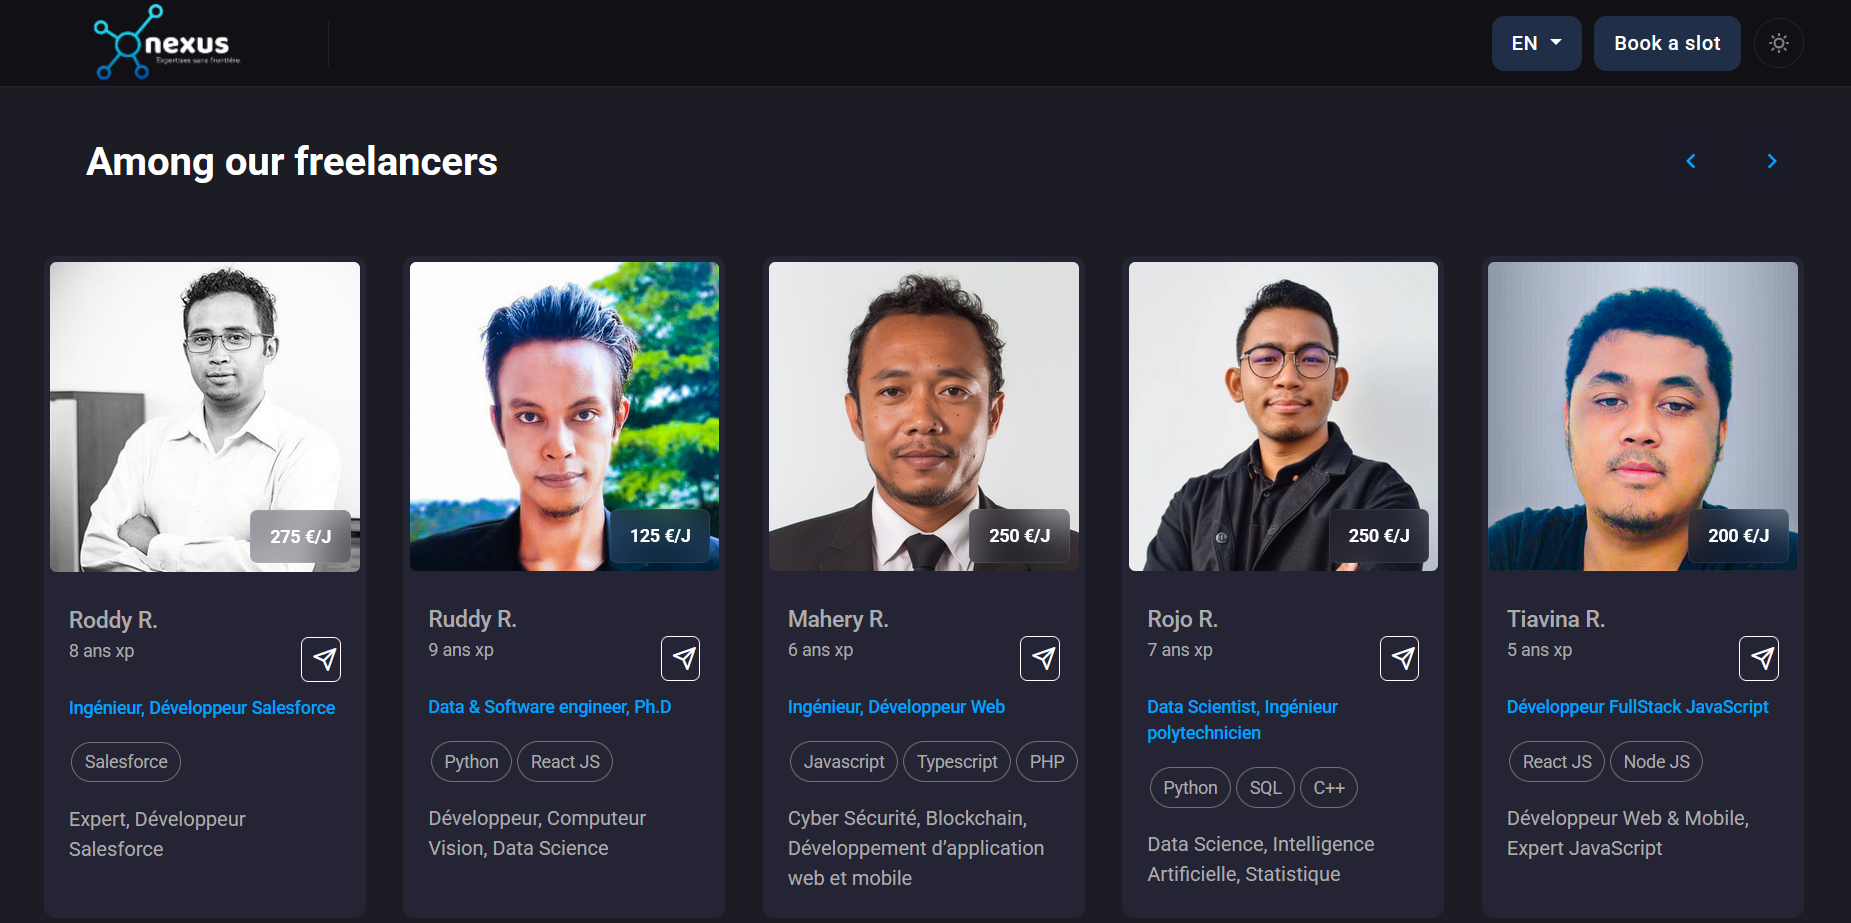 nexus
Expertises sans frontière.
EN
Book a slot
Among our freelancers
275 €/J
Roddy R.
8 ans xp
Ingénieur, Développeur Salesforce
Salesforce
Expert, Développeur
Salesforce
125 €/J
Ruddy R.
9 ans xp
Data & Software engineer, Ph.D
Python
React JS
Développeur, Computeur
Vision, Data Science
250 €/J
Mahery R.
6 ans xp
Ingénieur, Développeur Web
Javascript
Typescript
PHP
Cyber Sécurité, Blockchain,
Développement d’application
web et mobile
250 €/J
Rojo R.
7 ans xp
Data Scientist, Ingénieur
polytechnicien
Python
SQL
C++
Data Science, Intelligence
Artificielle, Statistique
200 €/J
Tiavina R.
5 ans xp
Développeur FullStack JavaScript
React JS
Node JS
Développeur Web & Mobile,
Expert JavaScript